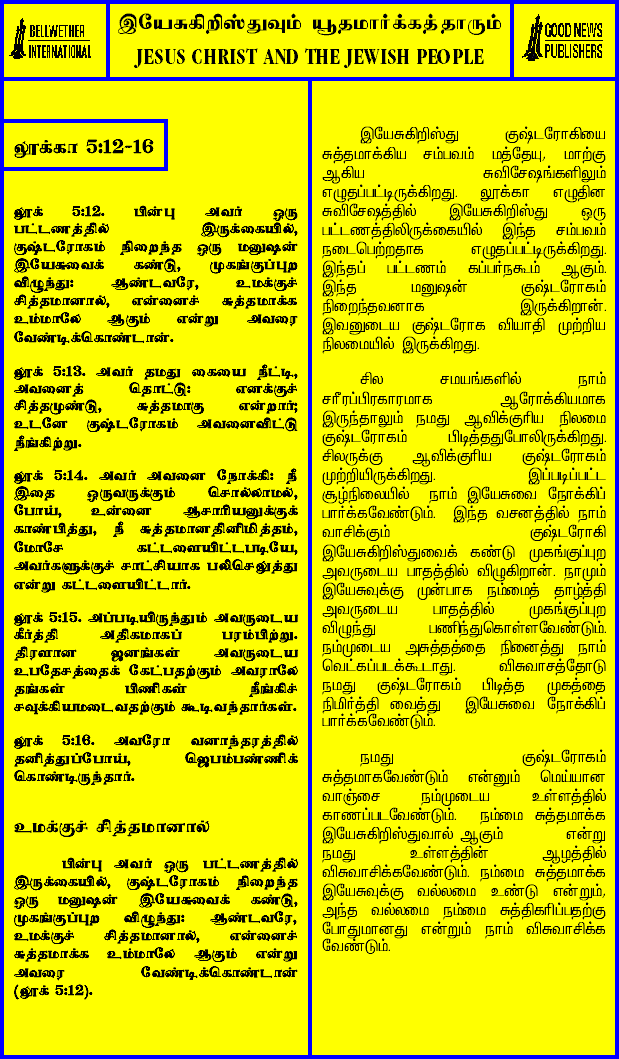 BELLWETHER
INTERNATIONAL
இயேசுகிறிஸ்துவும் யூதமார்க்கத்தாரும்
JESUS CHRIST AND THE JEWISH PEOPLE
GOOD NEWS
PUBLISHERS
லூக்கா 5:12-16
லூக் 5:12. பின்பு அவர் ஒரு
பட்டணத்தில் இருக்கையில்,
குஷ்டரோகம் நிறைந்த ஒரு மனுஷன்
இயேசுவைக் கண்டு, முகங்குப்புற
விழுந்து: ஆண்டவரே, உமக்குச்
சித்தமானால், என்னைச் சுத்தமாக்க
உம்மாலே ஆகும் என்று அவரை
வேண்டிக்கொண்டான்.
லூக் 5:13. அவர் தமது கையை நீட்டி,
அவனைத் தொட்டு: எனக்குச்
சித்தமுண்டு, சுத்தமாகு என்றார்;
உடனே குஷ்டரோகம் அவனைவிட்டு
நீங்கிற்று.
லூக் 5:14. அவர் அவனை நோக்கி: நீ
இதை ஒருவருக்கும் சொல்லாமல்,
போய், உன்னை ஆசாரியனுக்குக்
காண்பித்து, நீ சுத்தமானதினிமித்தம்,
மோசே கட்டளையிட்டபடியே,
அவர்களுக்குச் சாட்சியாக பலிசெலுத்து
என்று கட்டளையிட்டார்.
லூக் 5:15. அப்படியிருந்தும் அவருடைய
கீர்த்தி அதிகமாகப் பரம்பிற்று.
திரளான ஜனங்கள் அவருடைய
உபதேசத்தைக் கேட்பதற்கும் அவராலே
தங்கள் பிணிகள் நீங்கிச்
சவுக்கியமடைவதற்கும் கூடிவந்தார்கள்.
லூக் 5:16. அவரோ வனாந்தரத்தில்
தனித்துப்போய், ஜெபம்பண்ணிக்
கொண்டிருந்தார்.
உமக்குச் சித்தமானால்
பின்பு அவர் ஒரு பட்டணத்தில்
இருக்கையில், குஷ்டரோகம் நிறைந்த
ஒரு மனுஷன் இயேசுவைக் கண்டு,
முகங்குப்புற விழுந்து: ஆண்டவரே,
உமக்குச் சித்தமானால், என்னைச்
சுத்தமாக்க உம்மாலே ஆகும் என்று
அவரை வேண்டிக்கொண்டான்
(லூக் 5:12).
இயேசுகிறிஸ்து குஷ்டரோகியை
சுத்தமாக்கிய சம்பவம் மத்தேயு, மாற்கு
ஆகிய சுவிசேஷங்களிலும்
எழுதப்பட்டிருக்கிறது. லூக்கா எழுதின
சுவிசேஷத்தில் இயேசுகிறிஸ்து ஒரு
பட்டணத்திலிருக்கையில் இந்த சம்பவம்
நடைபெற்றதாக எழுதப்பட்டிருக்கிறது.
இந்தப் பட்டணம் கப்பர்நகூம் ஆகும்.
இந்த மனுஷன் குஷ்டரோகம்
நிறைந்தவனாக இருக்கிறான்.
இவனுடைய குஷ்டரோக வியாதி முற்றிய
நிலமையில் இருக்கிறது.
சில சமயங்களில் நாம்
சரீரப்பிரகாரமாக ஆரோக்கியமாக
இருந்தாலும் நமது ஆவிக்குரிய நிலமை
குஷ்டரோகம் பிடித்ததுபோலிருக்கிறது.
சிலருக்கு ஆவிக்குரிய குஷ்டரோகம்
முற்றியிருக்கிறது. இப்படிப்பட்ட
சூழ்நிலையில் நாம் இயேசுவை நோக்கிப்
பார்க்கவேண்டும். இந்த வசனத்தில் நாம்
வாசிக்கும் குஷ்டரோகி
இயேசுகிறிஸ்துவைக் கண்டு முகங்குப்புற
அவருடைய பாதத்தில் விழுகிறான். நாமும்
இயேசுவுக்கு முன்பாக நம்மைத் தாழ்த்தி
அவருடைய பாதத்தில் முகங்குப்புற
விழுந்து பணிந்துகொள்ளவேண்டும்.
நம்முடைய அசுத்தத்தை நினைத்து நாம்
வெட்கப்படக்கூடாது. விசுவாசத்தோடு
நமது குஷ்டரோகம் பிடித்த முகத்தை
நிமிர்த்தி வைத்து இயேசுவை நோக்கிப்
பார்க்கவேண்டும்.
நமது குஷ்டரோகம்
சுத்தமாகவேண்டும் என்னும் மெய்யான
வாஞ்சை நம்முடைய உள்ளத்தில்
காணப்படவேண்டும். நம்மை சுத்தமாக்க
இயேசுகிறிஸ்துவால் ஆகும் என்று
நமது உள்ளத்தின் ஆழத்தில்
விசுவாசிக்கவேண்டும். நம்மை சுத்தமாக்க
இயேசுவுக்கு வல்லமை உண்டு என்றும்,
அந்த வல்லமை நம்மை சுத்திகரிப்பதற்கு
போதுமானது என்றும் நாம் விசுவாசிக்க
வேண்டும்.